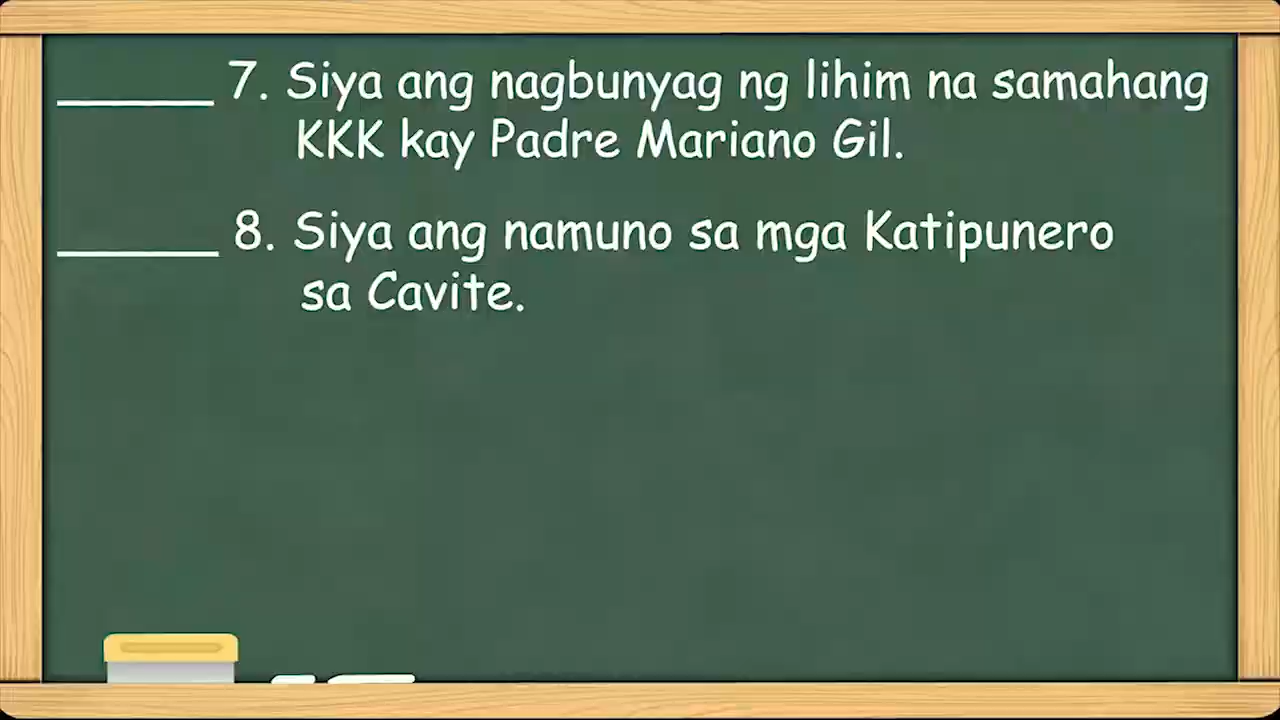 ______ 7. Siya ang nagbunyag ng lihim na samahang
KKK kay Padre Mariano Gil.
______ 8. Siya ang namuno sa mga Katipunero
sa Cavite.